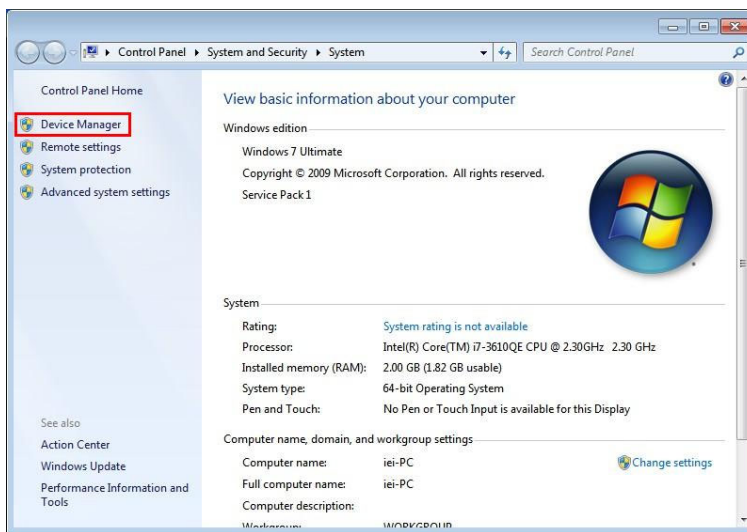 Control Panel ▸ System and Security ▸ System
Search Control Panel
Control Panel Home
Device Manager
Remote settings
System protection
Advanced system settings
See also
Action Center
Windows Update
Performance Information and
Tools
View basic information about your computer
Windows edition
Windows 7 Ultimate
Copyright © 2009 Microsoft Corporation. All rights reserved.
Service Pack 1
System
Rating: System rating is not available
Processor: Intel(R) Core(TM) i7-3610QE CPU @ 2.30GHz 2.30 GHz
Installed memory (RAM): 2.00 GB (1.82 GB usable)
System type: 64-bit Operating System
Pen and Touch: No Pen or Touch Input is available for this Display
Computer name, domain, and workgroup settings
Computer name: iei-PC Change settings
Full computer name: iei-PC
Computer description:
Workgroup: WORKGROUP